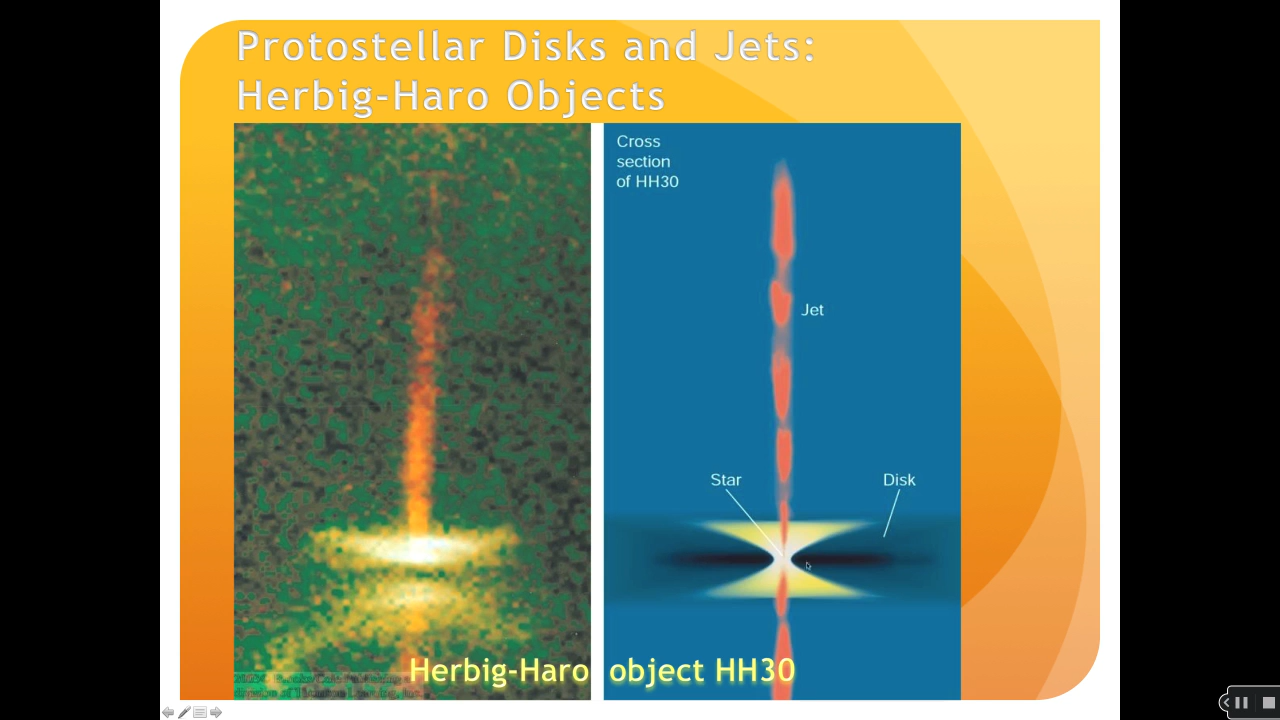 Protostellar Disks and Jets:
Herbig-Haro Objects
Cross
section
of HH30
Jet
Star
Disk
Herbig-Haro object HH30